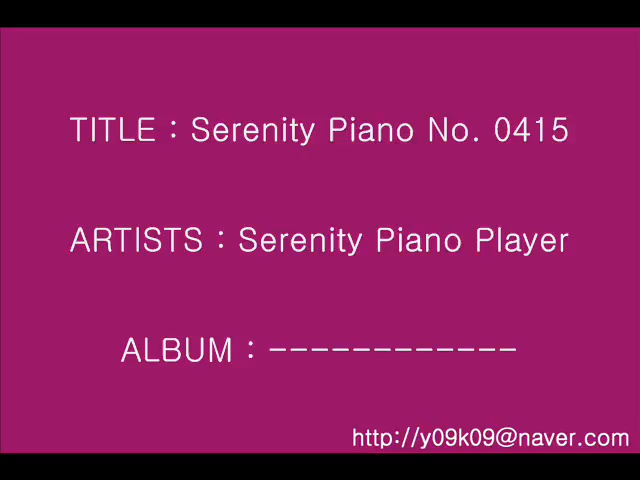 TITLE : Serenity Piano No. 0415
ARTISTS : Serenity Piano Player
ALBUM : ------------
http://y09k09@naver.com